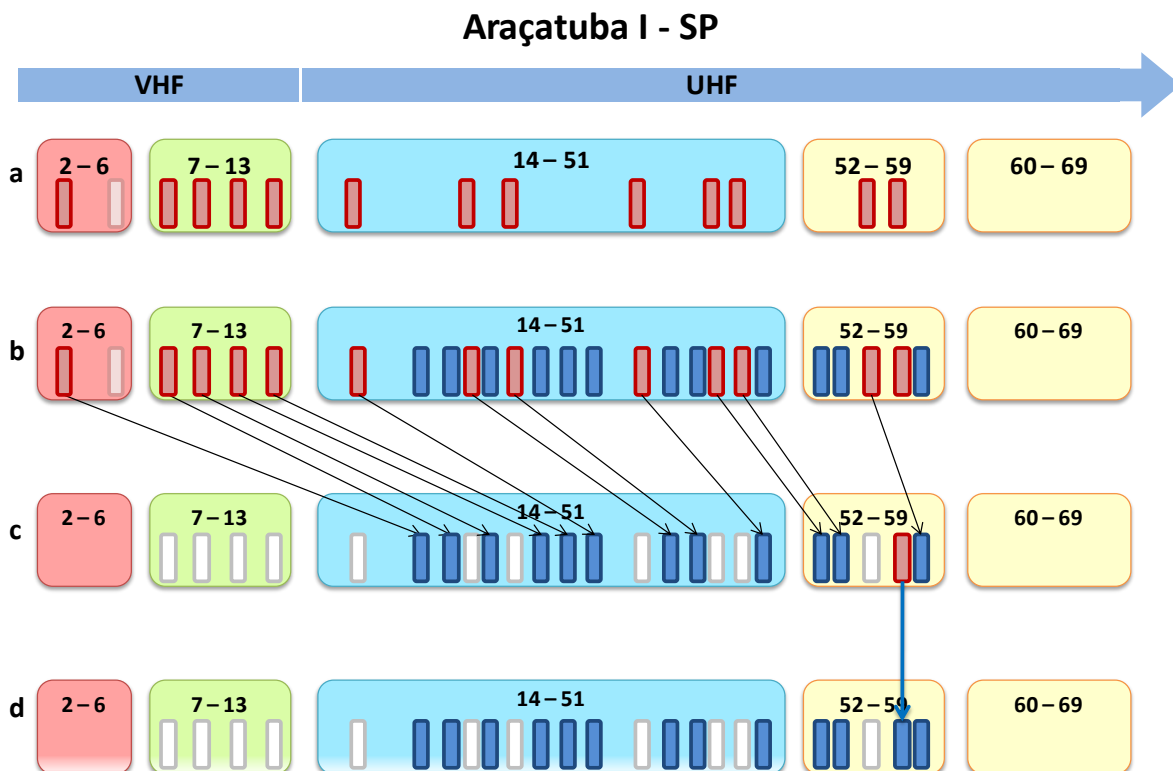 Araçatuba I - SP
VHF UHF
a 2 – 6 7 – 13 14 – 51 52 – 59 60 – 69
b 2 – 6 7 – 13 14 – 51 52 – 59 60 – 69
c 2 – 6 7 – 13 14 – 51 52 – 59 60 – 69
d 2 – 6 7 – 13 14 – 51 52 – 59 60 – 69